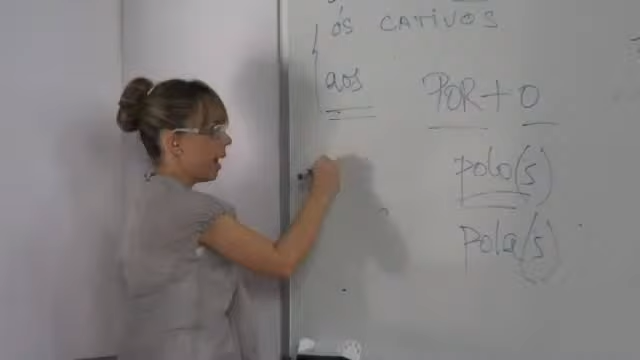 ós CATIVOS
aos
POR + O
polo(s)
pola(s)